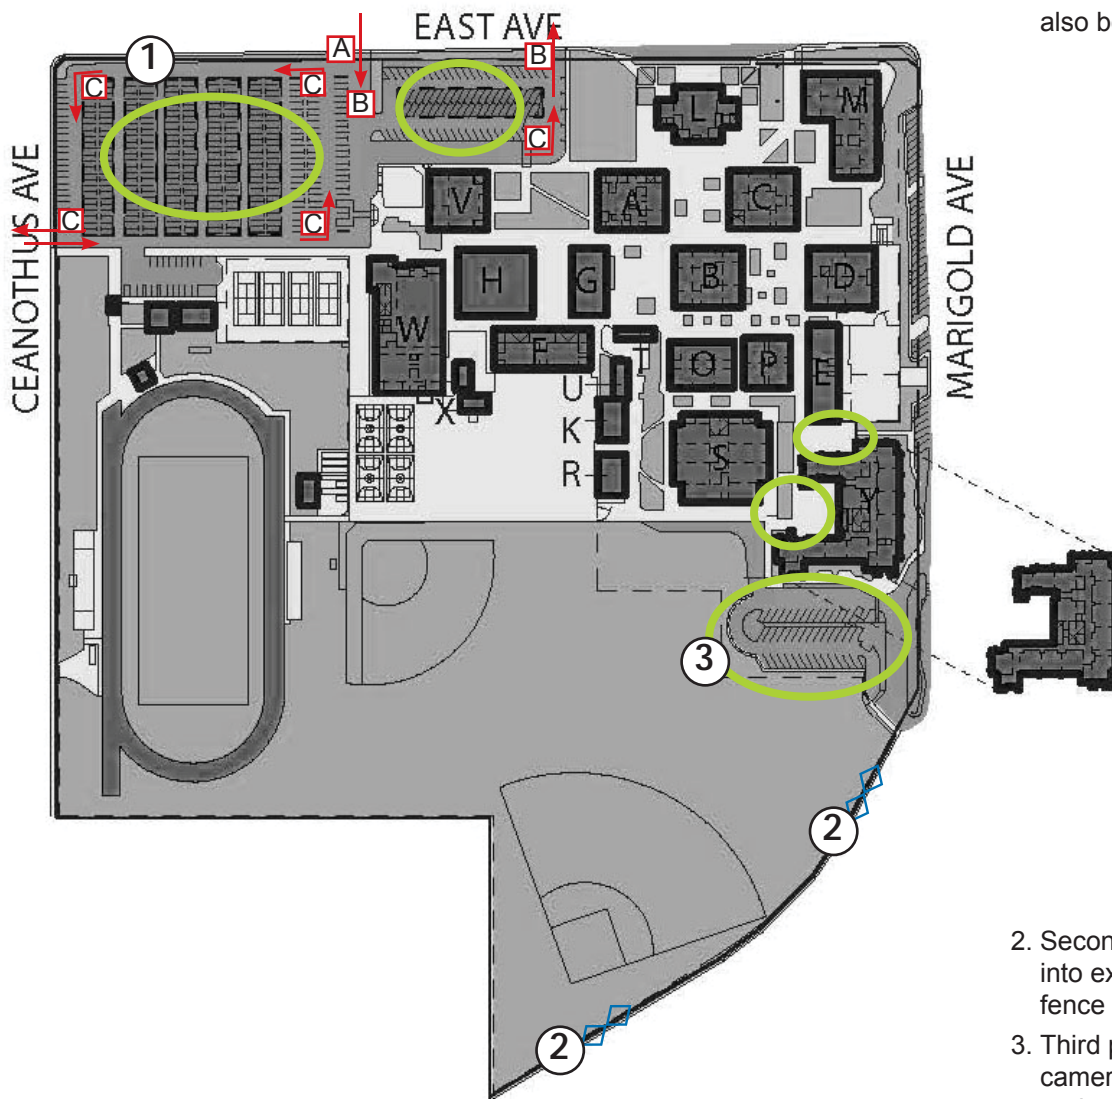 also b
EAST AVE
1
A
B
B
C
C
C
C
C
CEANOTHUS AVE
MARIGOLD AVE
L
M
V
A
C
H
G
B
D
W
F
T
O
P
E
U
X
K
S
R
Y
3
2
2
2. Secon
into ex
fence
3. Third p
camer